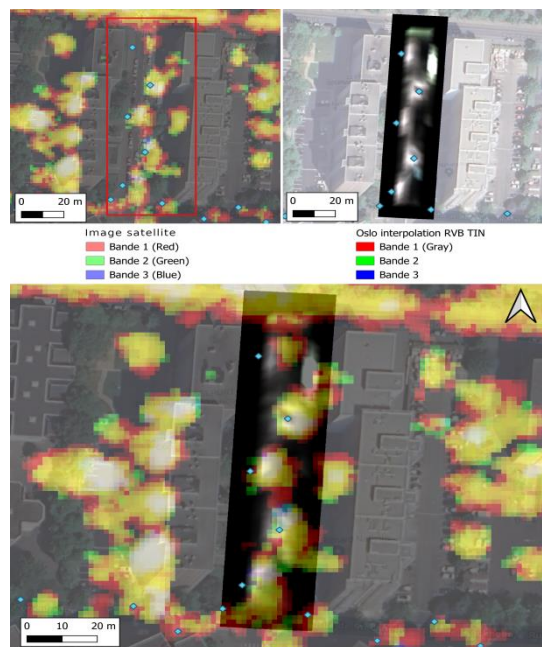 0 20 m
0 20 m
Image satellite
Bande 1 (Red)
Bande 2 (Green)
Bande 3 (Blue)
Oslo interpolation RVB TIN
Bande 1 (Gray)
Bande 2
Bande 3
0 10 20 m